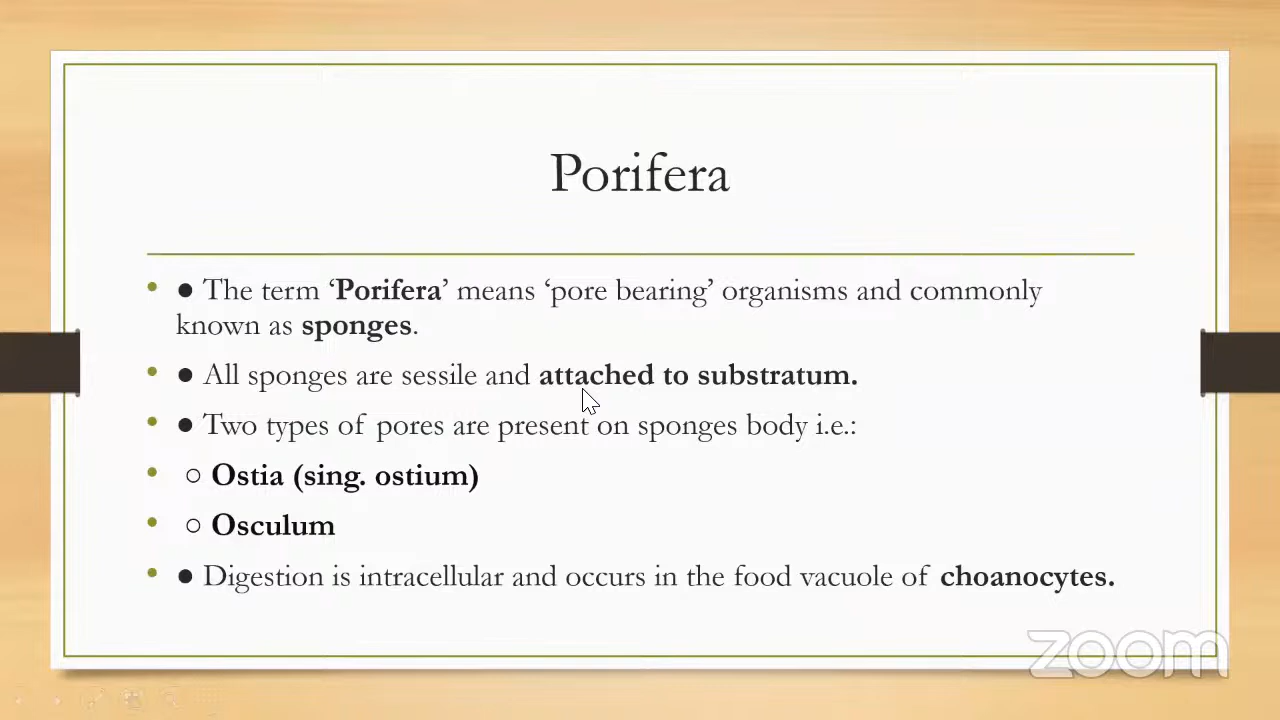 Porifera
• ● The term ‘Porifera’ means ‘pore bearing’ organisms and commonly
known as sponges.
• ● All sponges are sessile and attached to substratum.
• ● Two types of pores are present on sponges body i.e.:
• ○ Ostia (sing. ostium)
• ○ Osculum
• ● Digestion is intracellular and occurs in the food vacuole of choanocytes.
zoom